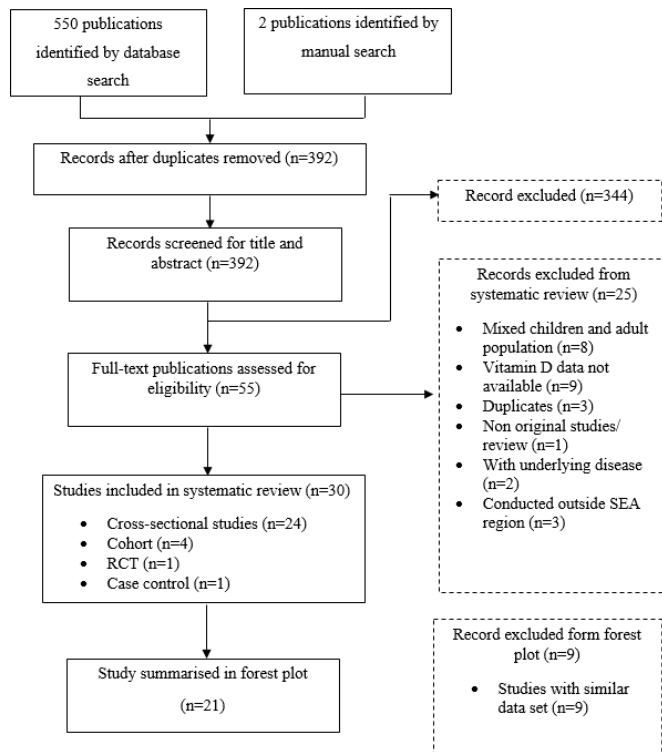 550 publications
identified by database
search
2 publications identified by
manual search
Records after duplicates removed (n=392)
Record excluded (n=344)
Records screened for title and
abstract (n=392)
Records excluded from
systematic review (n=25)
• Mixed children and adult
population (n=8)
• Vitamin D data not
available (n=9)
• Duplicates (n=3)
• Non original studies/
review (n=1)
• With underlying disease
(n=2)
• Conducted outside SEA
region (n=3)
Full-text publications assessed for
eligibility (n=55)
Studies included in systematic review (n=30)
• Cross-sectional studies (n=24)
• Cohort (n=4)
• RCT (n=1)
• Case control (n=1)
Record excluded form forest
plot (n=9)
• Studies with similar
data set (n=9)
Study summarised in forest plot
(n=21)